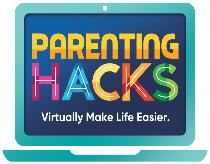 PARENTING
HACKS
Virtually Make Life Easier.